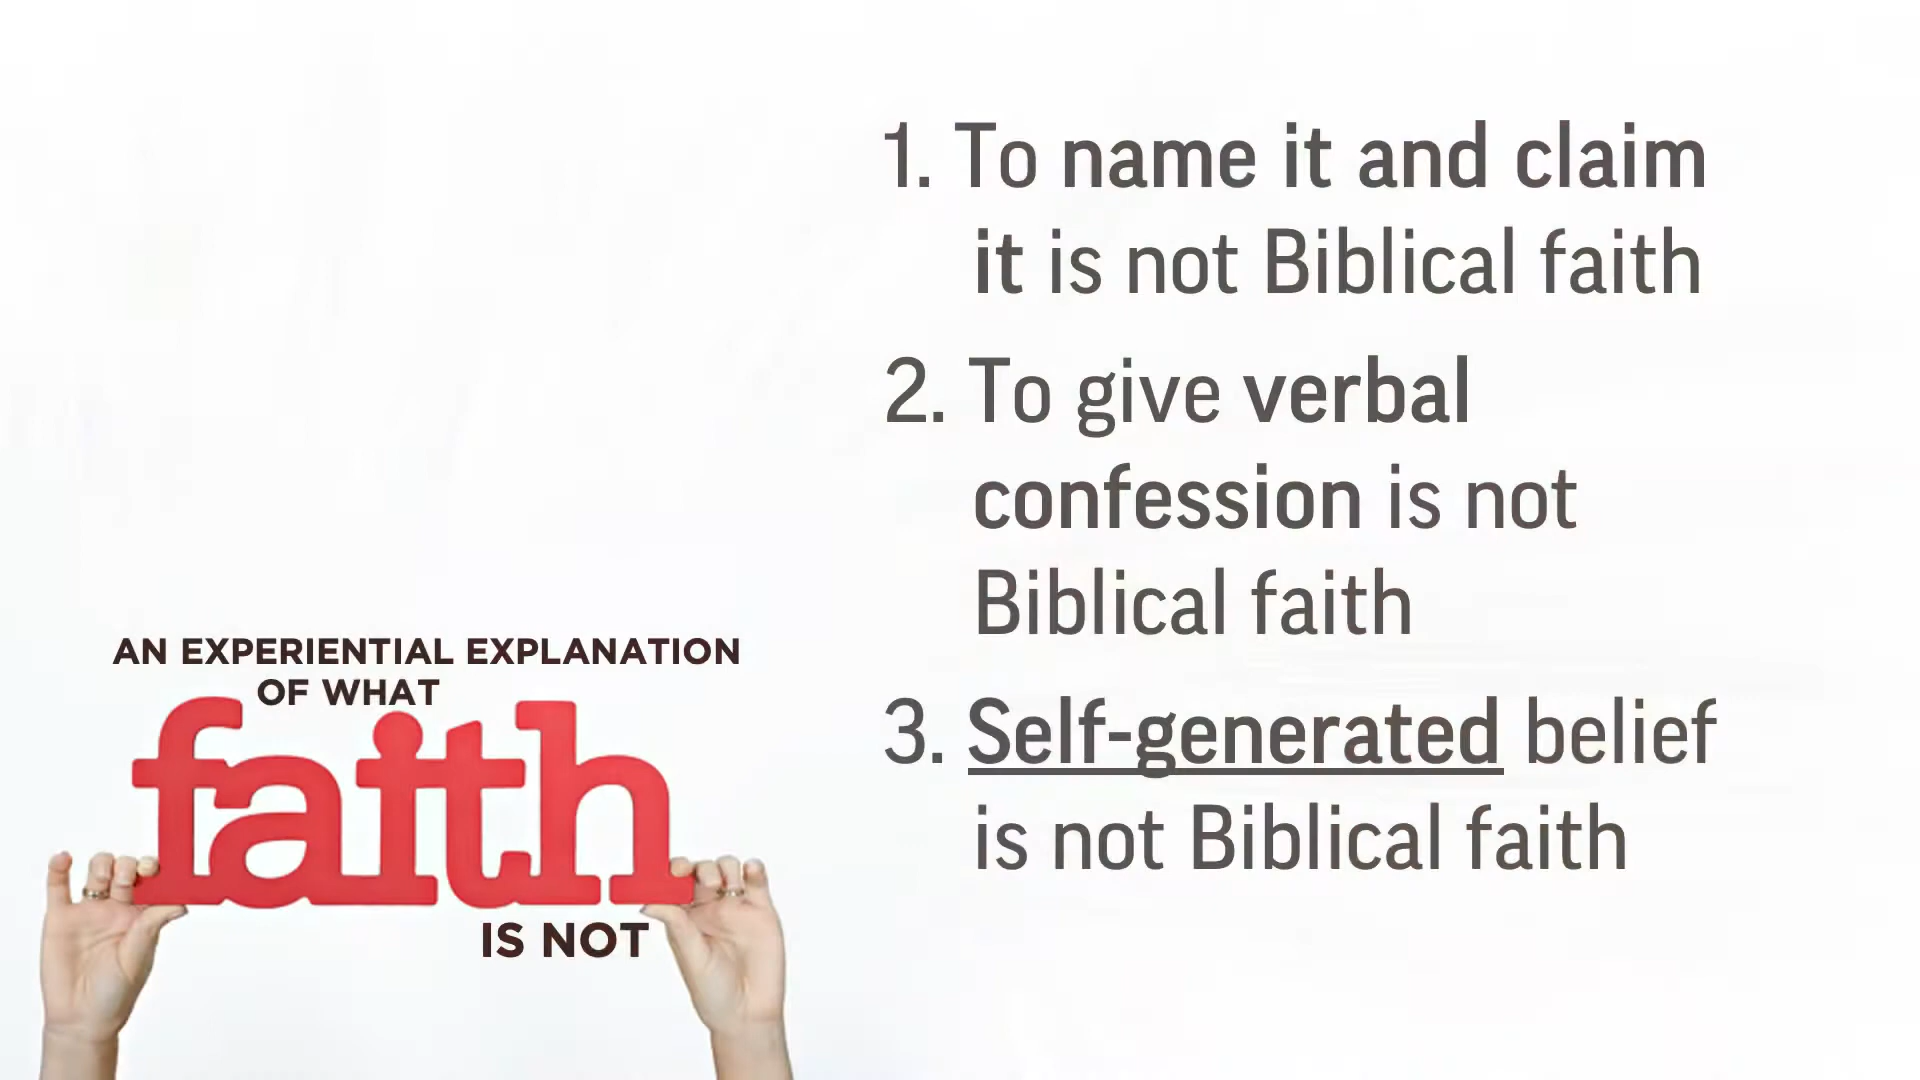 AN EXPERIENTIAL EXPLANATION
OF WHAT
faith
IS NOT
1. To name it and claim
it is not Biblical faith
2. To give verbal
confession is not
Biblical faith
3. Self-generated belief
is not Biblical faith